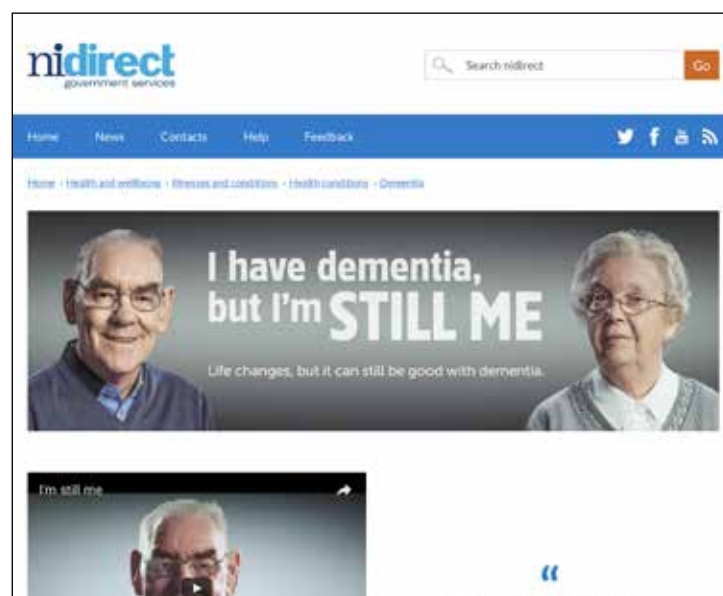 nidirect
government services
Search nidirect
Go
Home News Contacts Help Feedback
Home › Health and wellbeing › Illnesses and conditions › Health conditions › Dementia
I have dementia,
but I'm STILL ME
Life changes, but it can still be good with dementia.
I'm still me
“